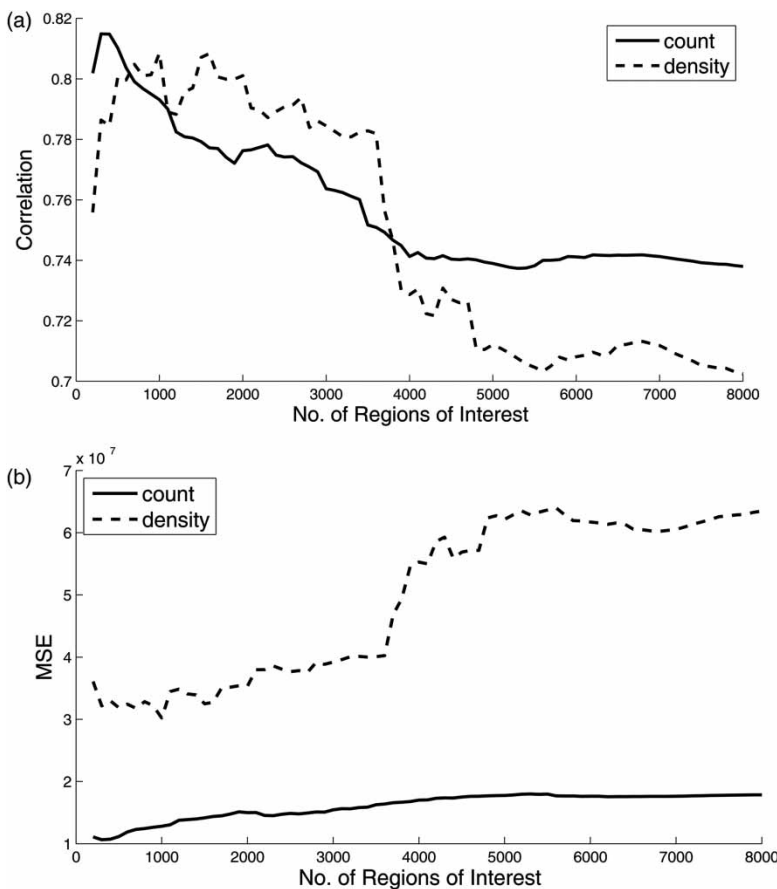 (a)
0.82
0.8
0.78
0.76
0.74
0.72
0.7
Correlation
count
density
0 1000 2000 3000 4000 5000 6000 7000 8000
No. of Regions of Interest
(b)
x 10 7
7
6
5
4
3
2
1
MSE
count
density
0 1000 2000 3000 4000 5000 6000 7000 8000
No. of Regions of Interest